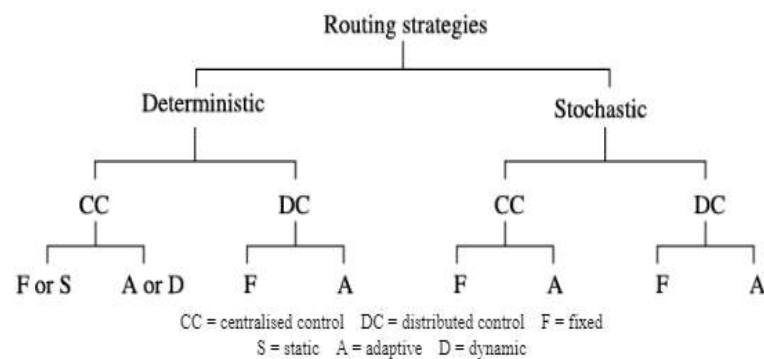 Routing strategies
Deterministic Stochastic
CC DC CC DC
F or S A or D F A F A F A
CC = centralised control DC = distributed control F = fixed
S = static A = adaptive D = dynamic